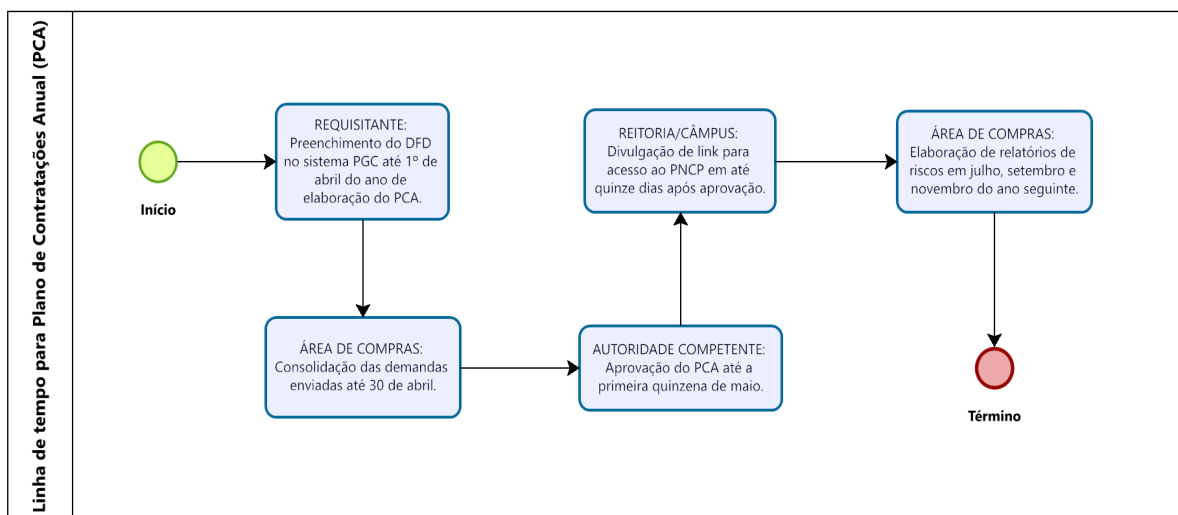 Linha de tempo para Plano de Contratações Anual (PCA)
Início
REQUISITANTE:
Preenchimento do DFD
no sistema PGC até 1º de
abril do ano de
elaboração do PCA.
ÁREA DE COMPRAS:
Consolidação das demandas
enviadas até 30 de abril.
AUTORIDADE COMPETENTE:
Aprovação do PCA até a
primeira quinzena de maio.
REITORIA/CÂMPUS:
Divulgação de link para
acesso ao PNCP em até
quinze dias após aprovação.
ÁREA DE COMPRAS:
Elaboração de relatórios de
riscos em julho, setembro e
novembro do ano seguinte.
Término